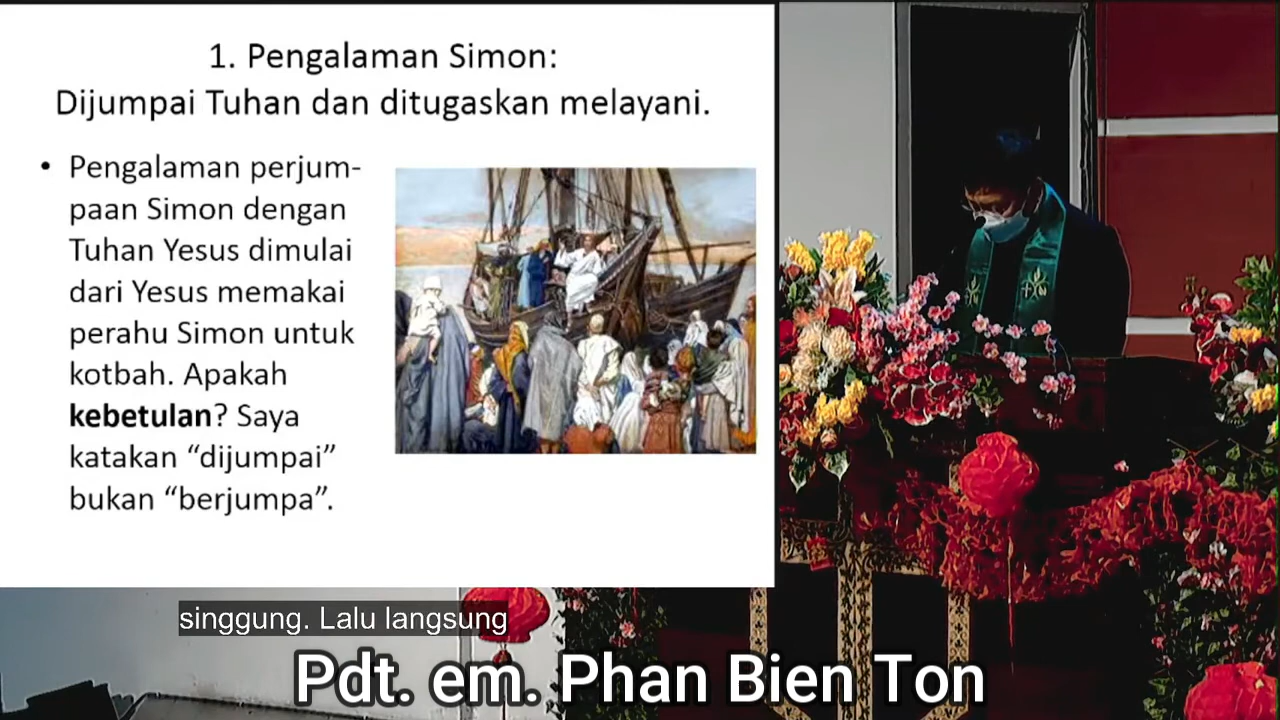 1. Pengalaman Simon:
Dijumpai Tuhan dan ditugaskan melayani.
• Pengalaman perjum-
paan Simon dengan
Tuhan Yesus dimulai
dari Yesus memakai
perahu Simon untuk
kotbah. Apakah
kebetulan? Saya
katakan “dijumpai”
bukan “berjumpa”.
singgung. Lalu langsung
Pdt. em. Phan Bien Ton